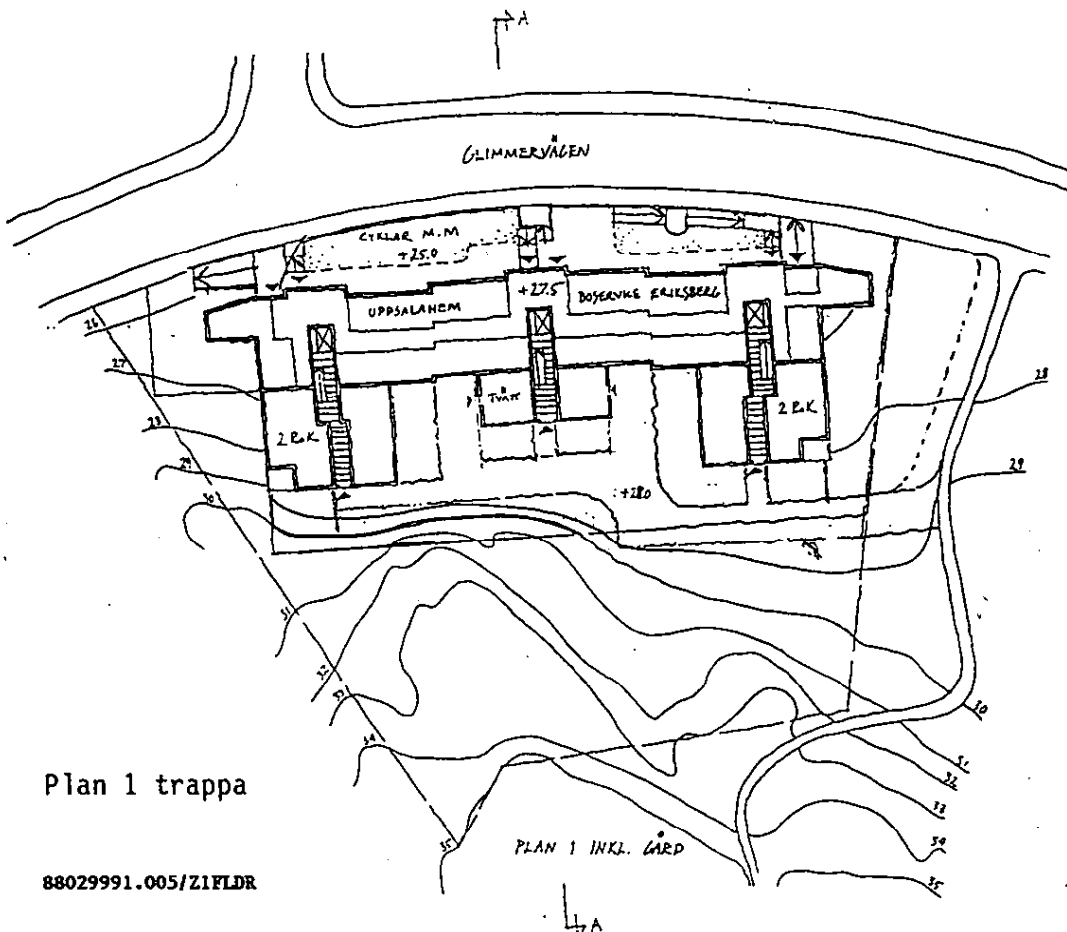 A
GLIMMERVÄGEN
CYKLAR M.M
+25.0
UPPSALAHEM
+27.5
BOSERVICE ERIKSBERG
26
27
28
29
30
31
32
33
34
35
28
29
TVÄTT
2 RoK
2 RoK
+28.0
30
31
32
33
34
35
Plan 1 trappa
PLAN 1 INKL. GÅRD
88029991.005/Z1FLDR
A